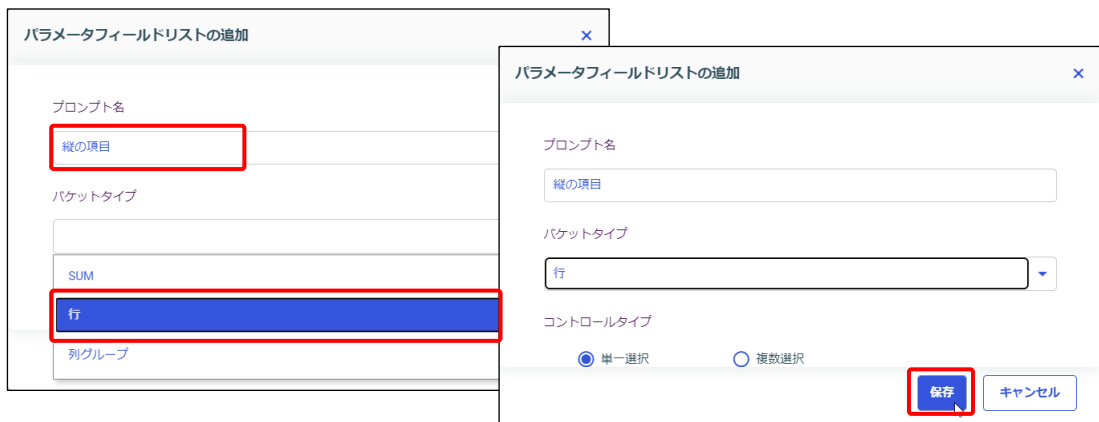 パラメータフィールドリストの追加
プロンプト名
縦の項目
バケットタイプ
SUM
行
列グループ
パラメータフィールドリストの追加
プロンプト名
縦の項目
バケットタイプ
行
コントロールタイプ
単一選択 複数選択
保存 キャンセル